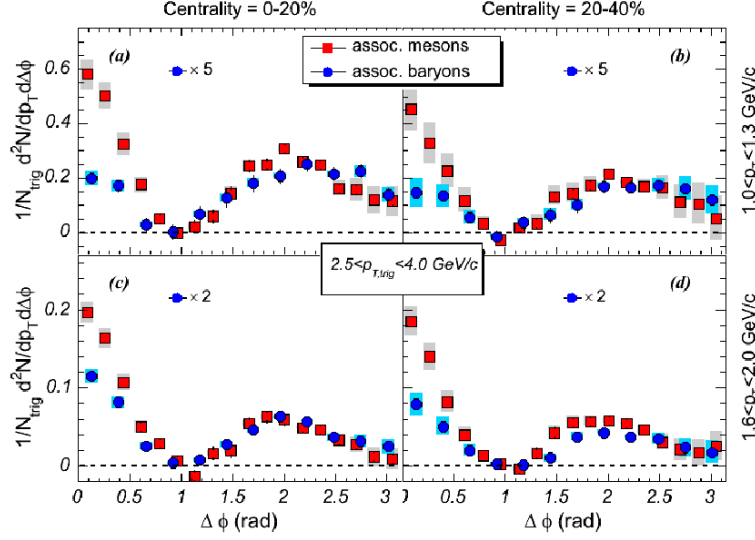 Centrality = 0-20%
Centrality = 20-40%
(a)
assoc. mesons
assoc. baryons
(b)
× 5
× 5
1/N_trig d²N/dp_T dΔφ
0.6
0.4
0.2
0
1.0<p_T<1.3 GeV/c
2.5<p_T,trig<4.0 GeV/c
(c)
(d)
× 2
× 2
1/N_trig d²N/dp_T dΔφ
0.2
0.1
0
1.6<p_T<2.0 GeV/c
0 0.5 1 1.5 2 2.5 3
0 0.5 1 1.5 2 2.5 3
Δ φ (rad)
Δ φ (rad)